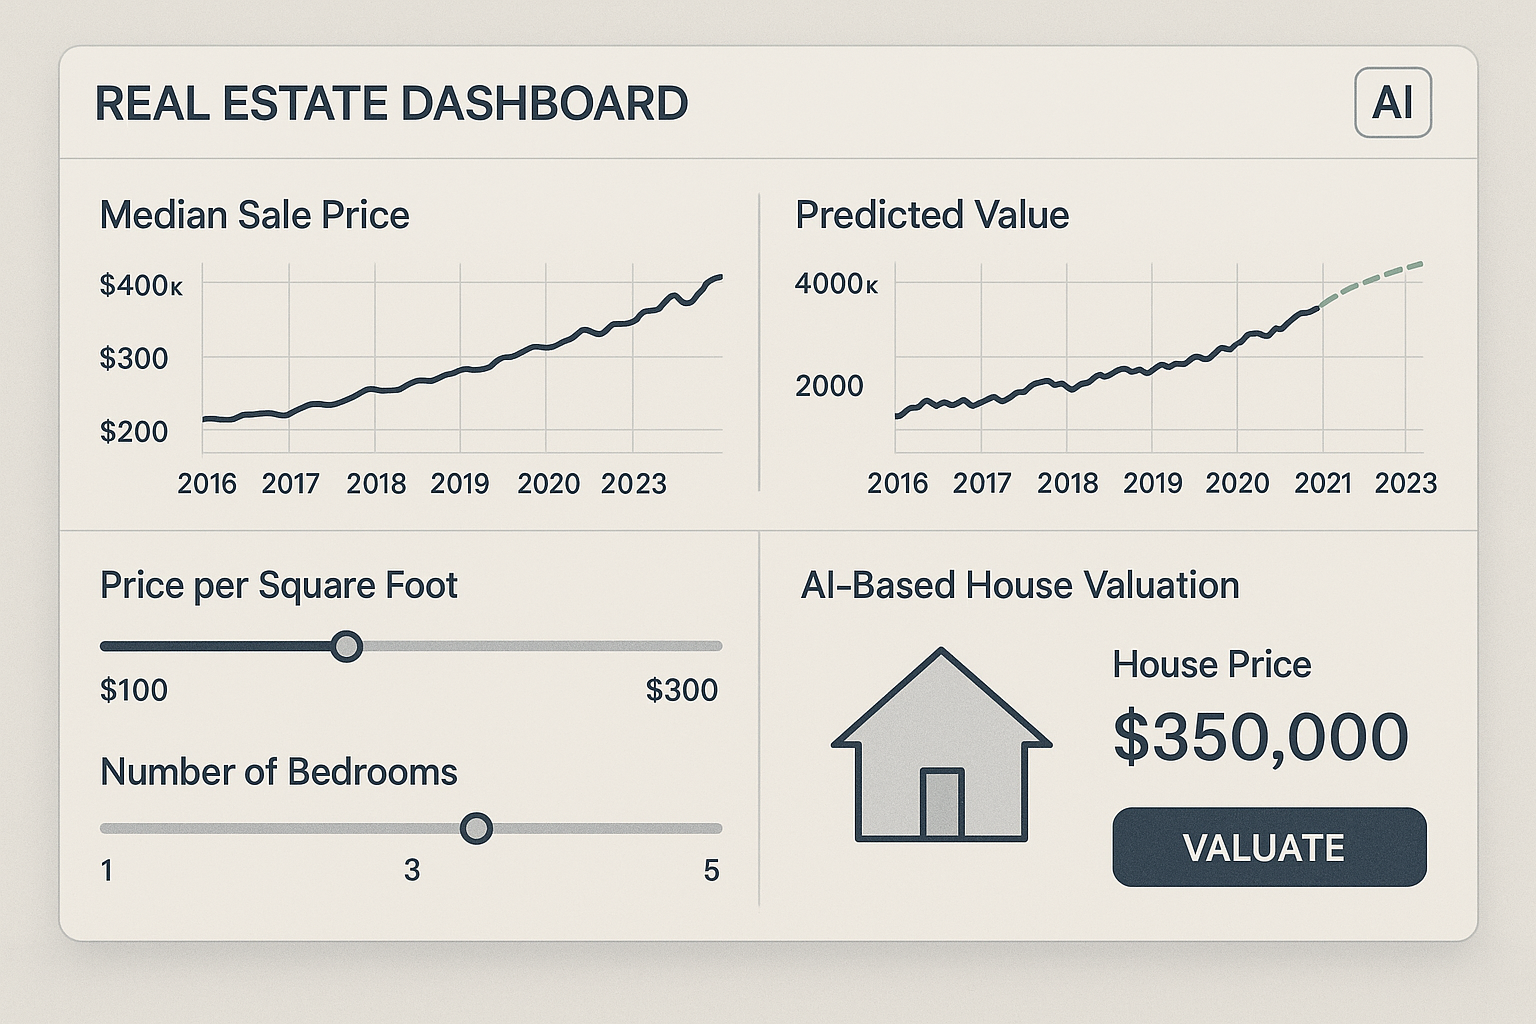 REAL ESTATE DASHBOARD
AI
Median Sale Price
$400K
$300
$200
2016 2017 2018 2019 2020 2023
Predicted Value
4000K
2000
2016 2017 2018 2019 2020 2021 2023
Price per Square Foot
$100 $300
Number of Bedrooms
1 3 5
AI-Based House Valuation
House Price
$350,000
VALUATE